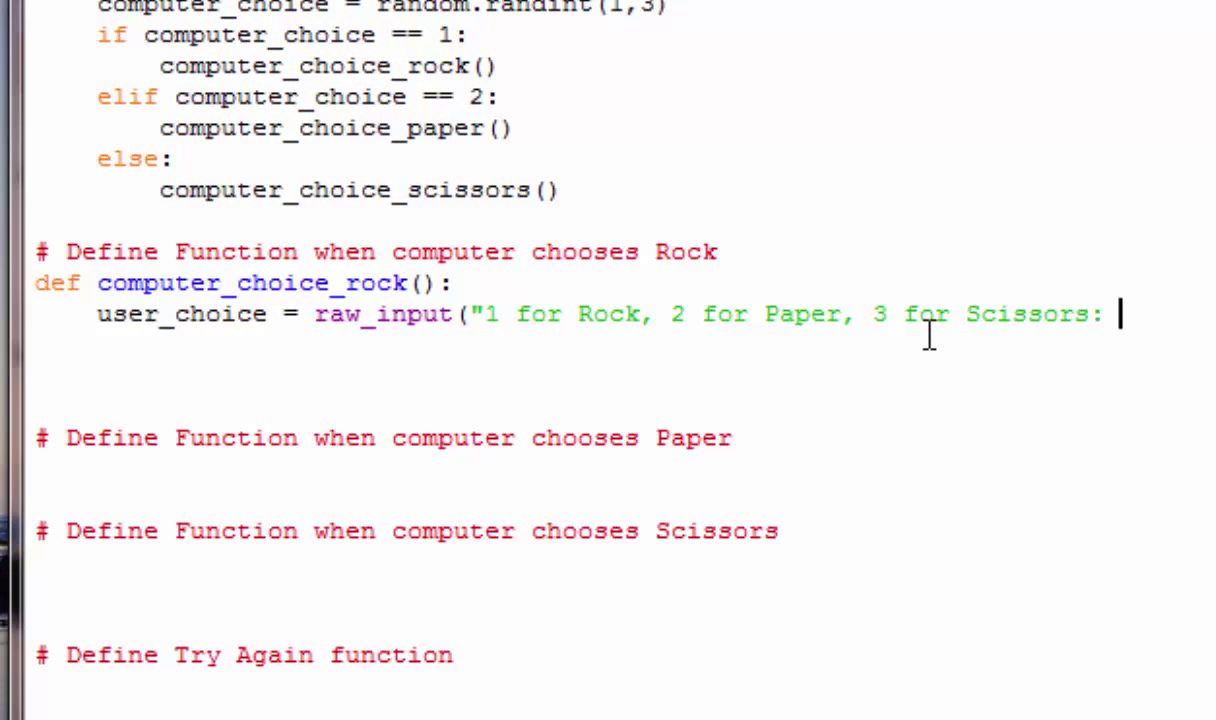 computer_choice = random.randint(1,3)
if computer_choice == 1:
computer_choice_rock()
elif computer_choice == 2:
computer_choice_paper()
else:
computer_choice_scissors()
# Define Function when computer chooses Rock
def computer_choice_rock():
user_choice = raw_input("1 for Rock, 2 for Paper, 3 for Scissors:
# Define Function when computer chooses Paper
# Define Function when computer chooses Scissors
# Define Try Again function